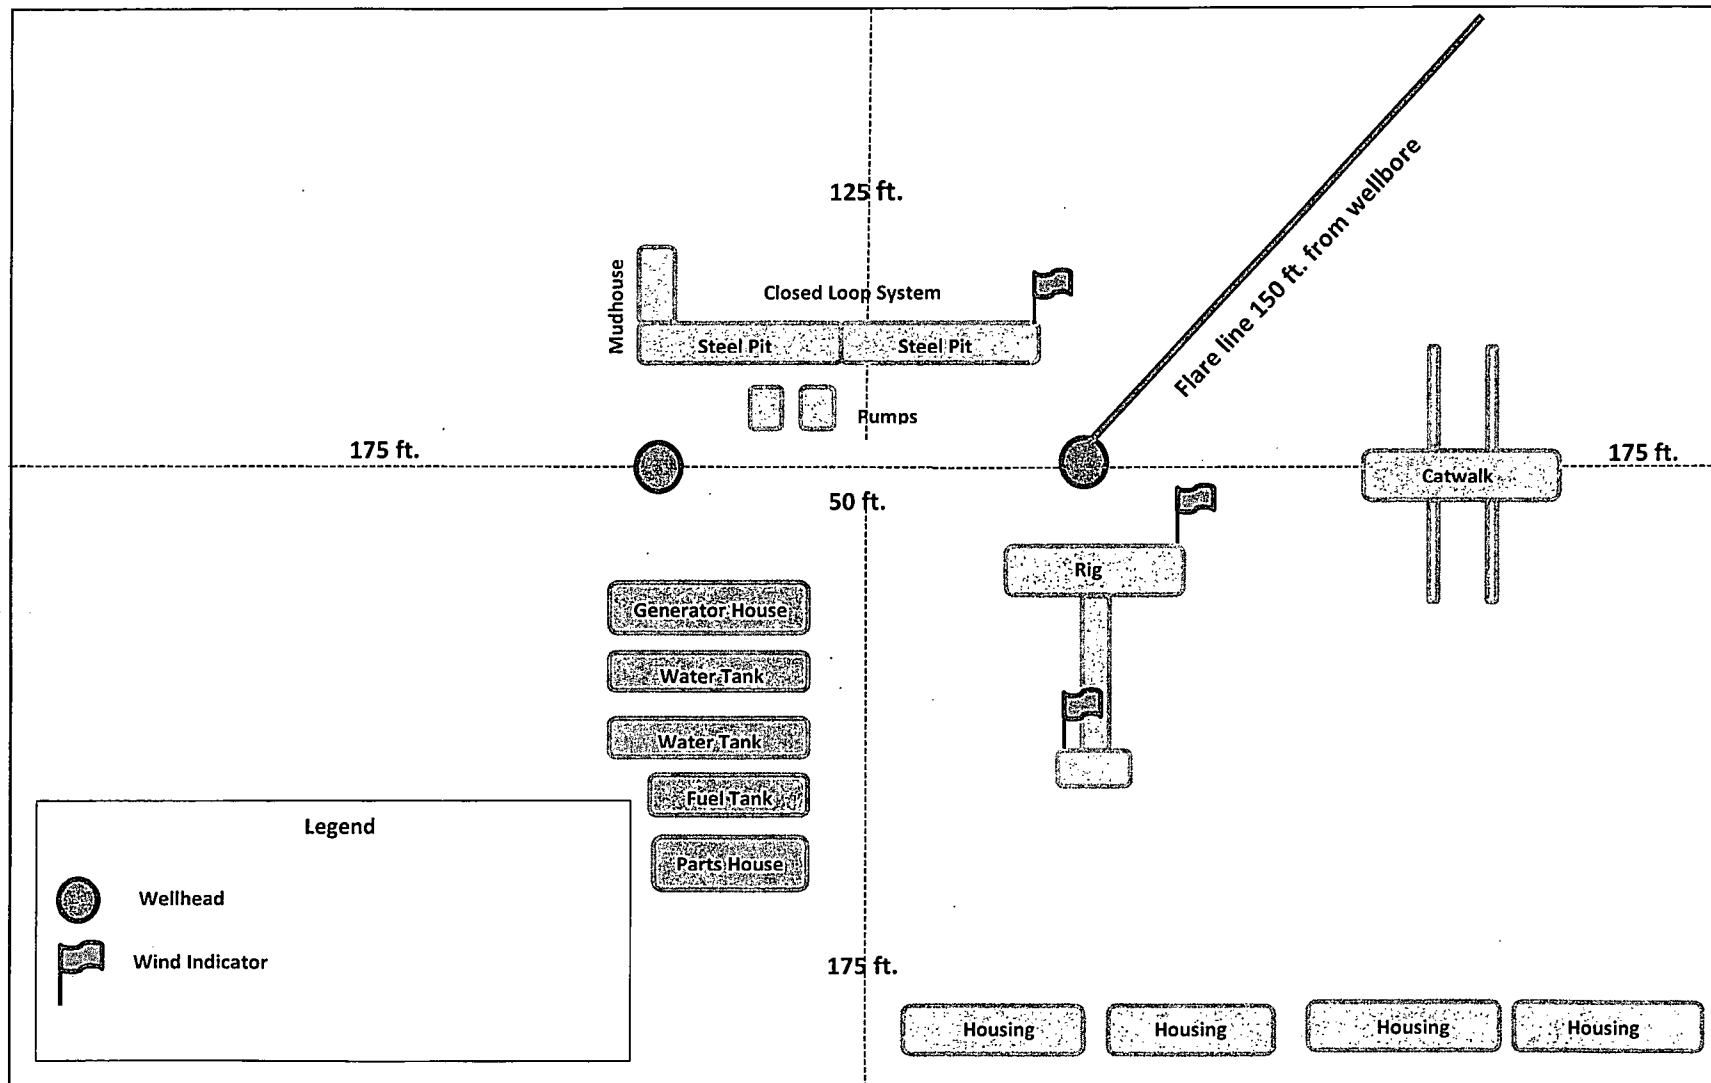 125 ft.
Flare line 150 ft. from wellbore
Mudhouse
Closed Loop System
Steel Pit
Steel Pit
Pumps
175 ft.
175 ft.
Catwalk
50 ft.
Rig
Generator House
Water Tank
Water Tank
Fuel Tank
Parts House
Legend
Wellhead
Wind Indicator
175 ft.
Housing
Housing
Housing
Housing